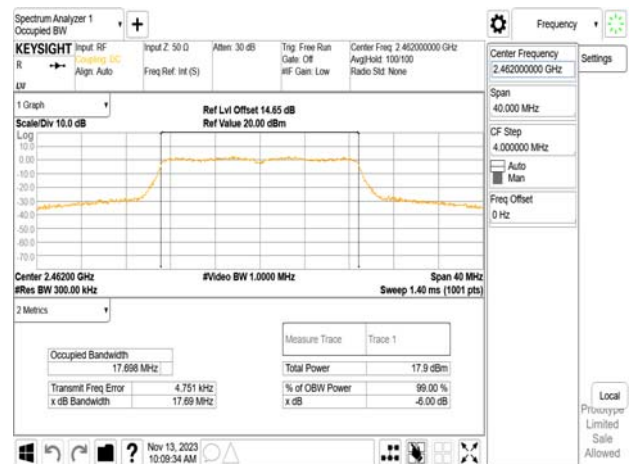 Spectrum Analyzer 1
Occupied BW
Frequency
KEYSIGHT
R
LV
Input: RF
Coupling: DC
Align: Auto
Input Z: 50 Ω
Freq Ref: Int (S)
Atten: 30 dB
Trig: Free Run
Gate: Off
#IF Gain: Low
Center Freq: 2.462000000 GHz
Avg|Hold: 100/100
Radio Std: None
Center Frequency
2.462000000 GHz
Settings
Span
40.000 MHz
CF Step
4.000000 MHz
Auto
Man
Freq Offset
0 Hz
1 Graph
Scale/Div 10.0 dB
Ref Lvl Offset 14.65 dB
Ref Value 20.00 dBm
Log
10.0
0.00
-10.0
-20.0
-30.0
-40.0
-50.0
-60.0
-70.0
Center 2.46200 GHz
#Res BW 300.00 kHz
#Video BW 1.0000 MHz
Span 40 MHz
Sweep 1.40 ms (1001 pts)
2 Metrics
Measure Trace Trace 1
Occupied Bandwidth
17.698 MHz
Total Power 17.9 dBm
Transmit Freq Error 4.751 kHz
% of OBW Power 99.00 %
x dB Bandwidth 17.69 MHz
x dB -6.00 dB
Local
Prototype
Limited
Sale
Allowed
?
Nov 13, 2023
10:09:34 AM